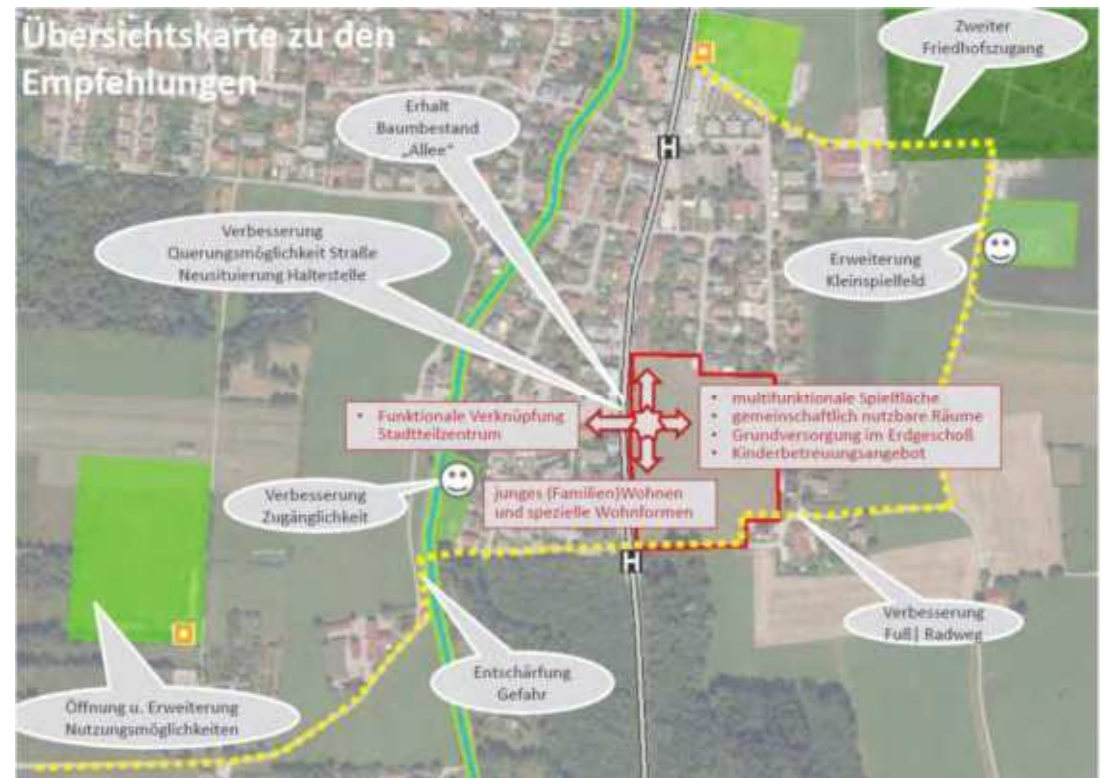 Übersichtskarte zu den
Empfehlungen
Zweiter
Friedhofszugang
Erhalt
Baumbestand
„Allee“
H
Verbesserung
Querungsmöglichkeit Straße
Neusituierung Haltestelle
Erweiterung
Kleinspielfeld
• Funktionale Verknüpfung
Stadtteilzentrum
• multifunktionale Spielfläche
• gemeinschaftlich nutzbare Räume
• Grundversorgung im Erdgeschoß
• Kinderbetreuungsangebot
Verbesserung
Zugänglichkeit
junges (Familien)Wohnen
und spezielle Wohnformen
H
Verbesserung
Fuß| Radweg
Entschärfung
Gefahr
Öffnung u. Erweiterung
Nutzungsmöglichkeiten